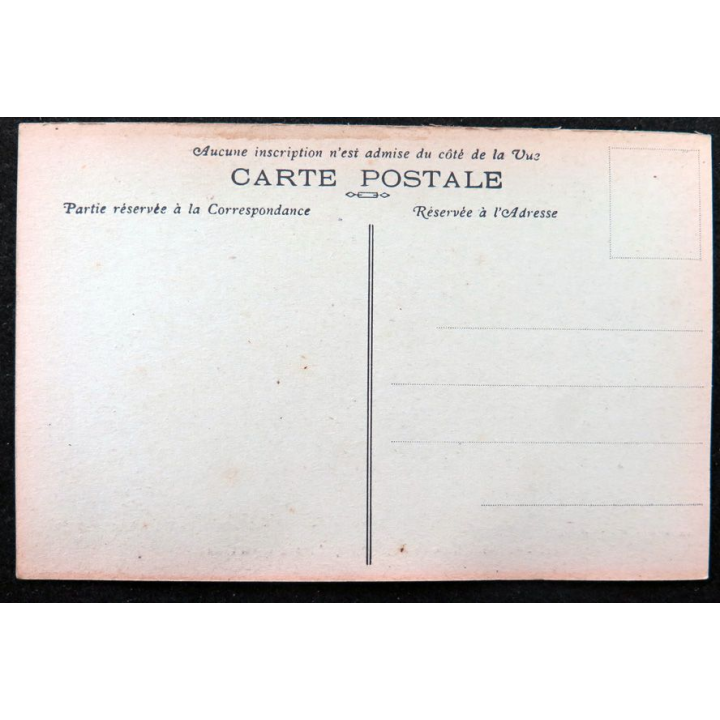 Aucune inscription n'est admise du côté de la Vue
CARTE POSTALE
Partie réservée à la Correspondance
Réservée à l'Adresse